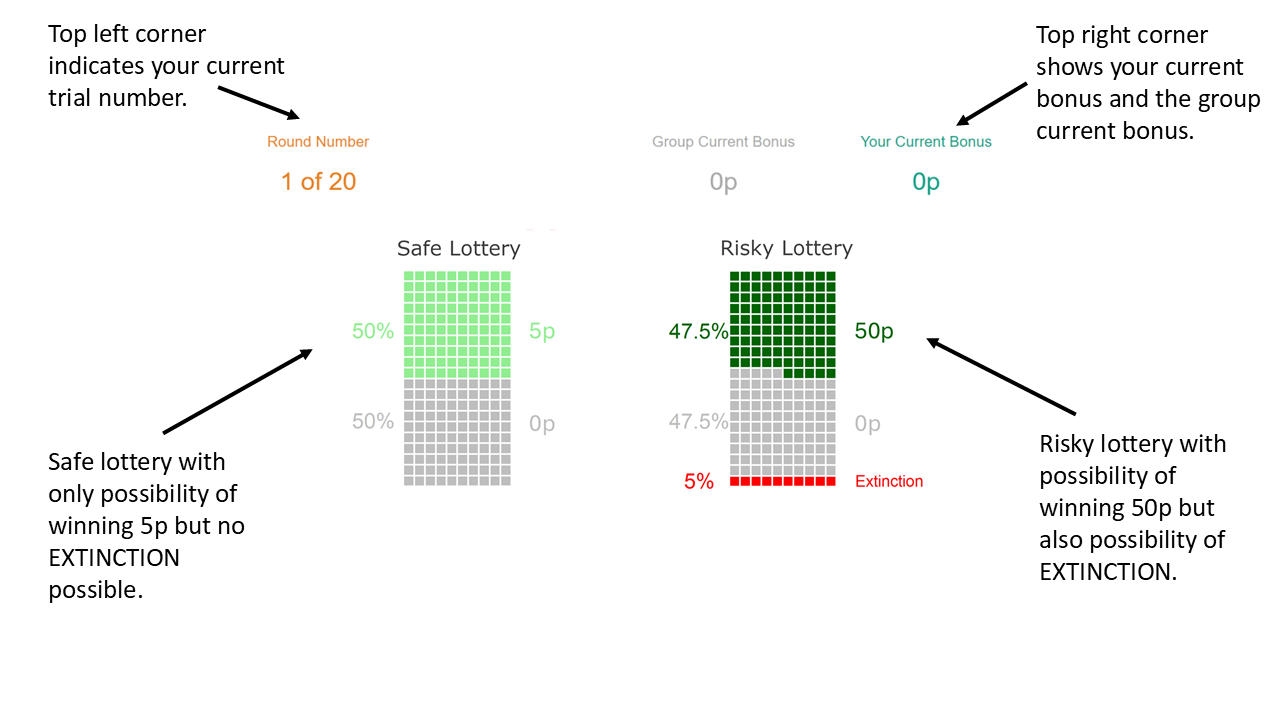 Top left corner
indicates your current
trial number.
Top right corner
shows your current
bonus and the group
current bonus.
Round Number
1 of 20
Group Current Bonus
0p
Your Current Bonus
0p
Safe Lottery
50%
5p
50%
0p
Risky Lottery
47.5%
50p
47.5%
0p
5%
Extinction
Safe lottery with
only possibility of
winning 5p but no
EXTINCTION
possible.
Risky lottery with
possibility of
winning 50p but
also possibility of
EXTINCTION.